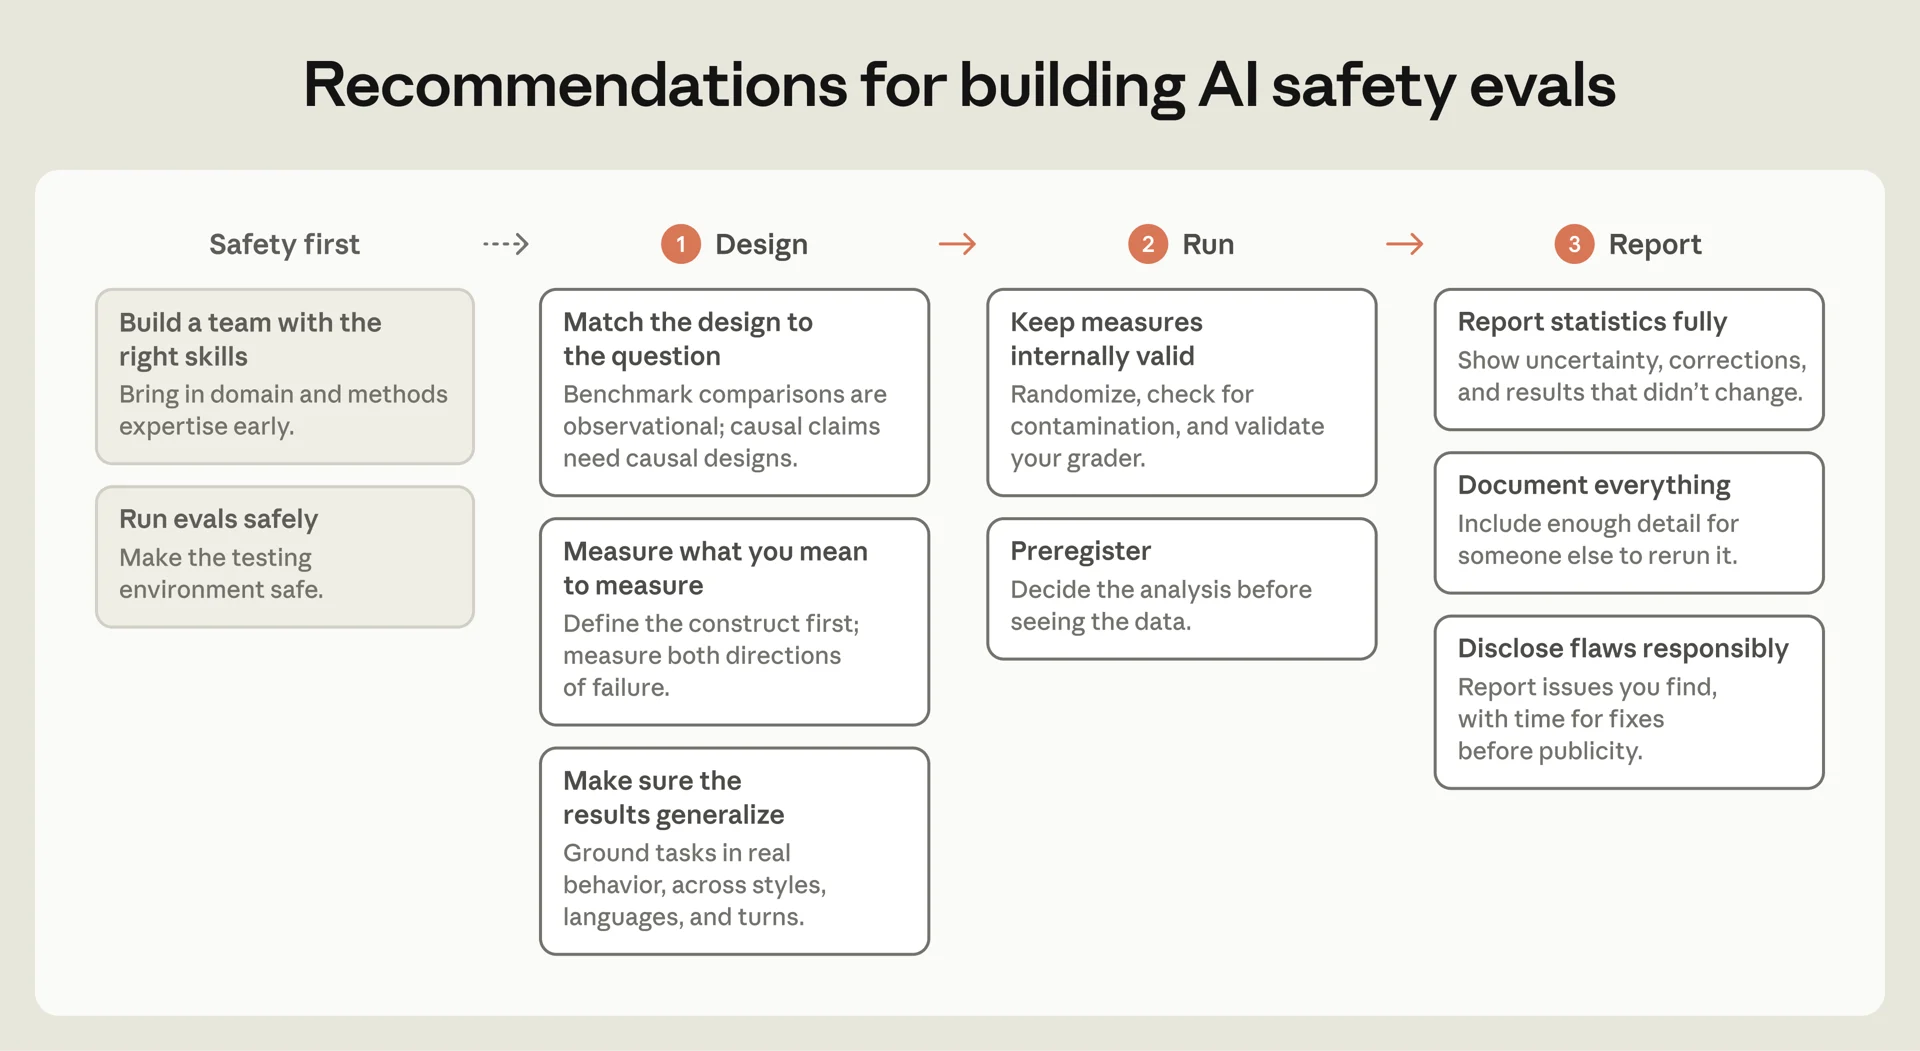 Recommendations for building AI safety evals
Safety first
Build a team with the
right skills
Bring in domain and methods
expertise early.
Run evals safely
Make the testing
environment safe.
1 Design
Match the design to
the question
Benchmark comparisons are
observational; causal claims
need causal designs.
Measure what you mean
to measure
Define the construct first;
measure both directions
of failure.
Make sure the
results generalize
Ground tasks in real
behavior, across styles,
languages, and turns.
2 Run
Keep measures
internally valid
Randomize, check for
contamination, and validate
your grader.
Preregister
Decide the analysis before
seeing the data.
3 Report
Report statistics fully
Show uncertainty, corrections,
and results that didn’t change.
Document everything
Include enough detail for
someone else to rerun it.
Disclose flaws responsibly
Report issues you find,
with time for fixes
before publicity.